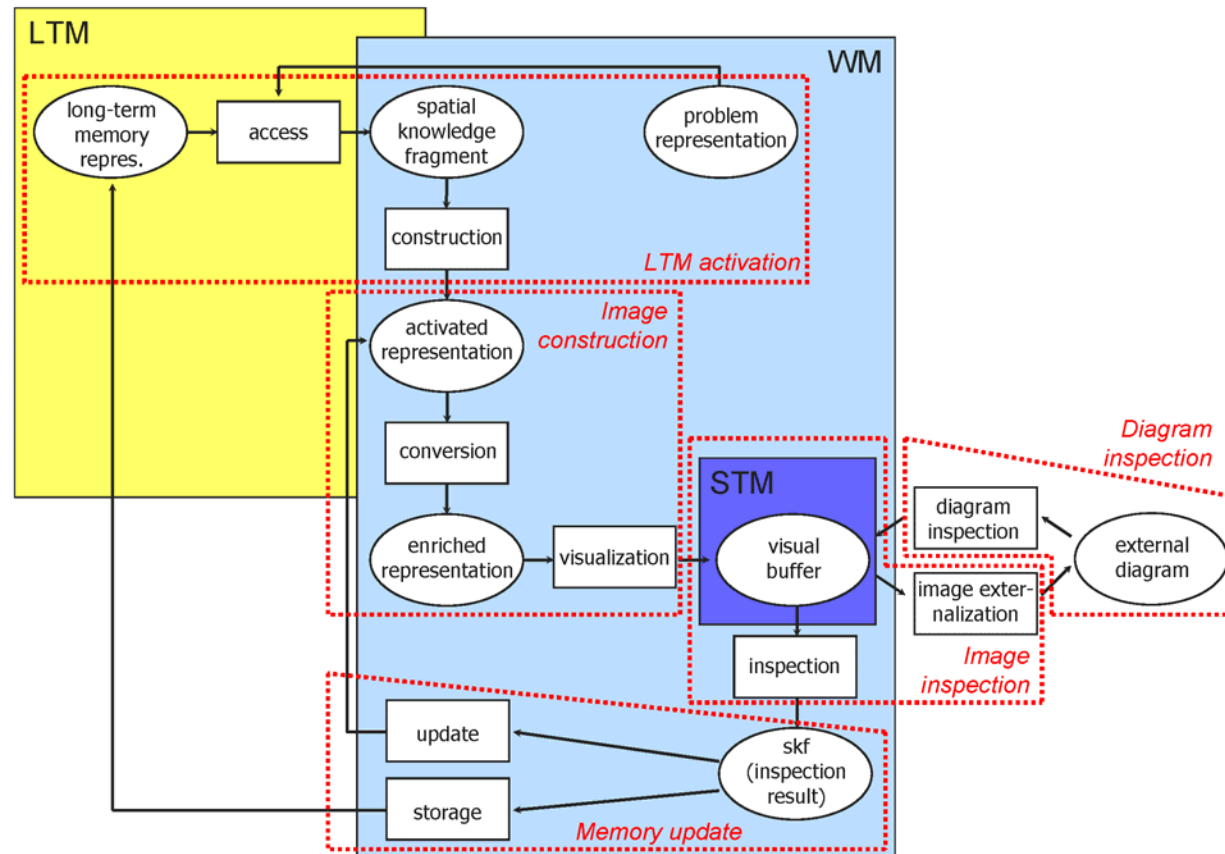 LTM
WM
long-term
memory
repres.
access
spatial
knowledge
fragment
problem
representation
construction
LTM activation
activated
representation
Image
construction
conversion
enriched
representation
visualization
STM
visual
buffer
Diagram
inspection
diagram
inspection
external
diagram
image exter-
nalization
inspection
Image
inspection
update
storage
skf
(inspection
result)
Memory update